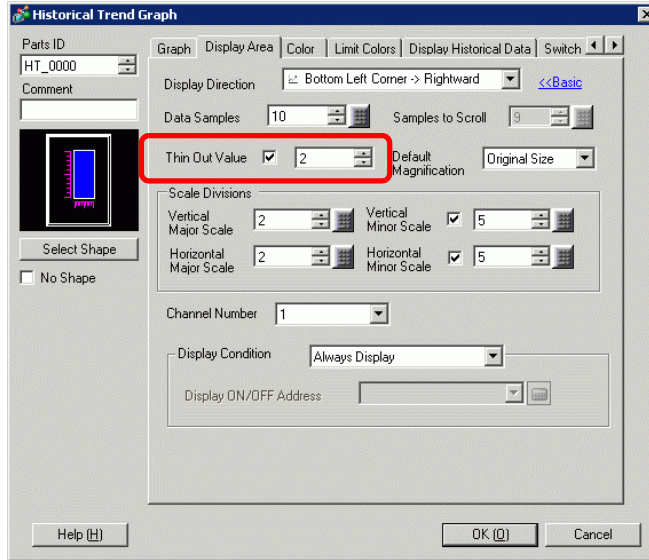 Historical Trend Graph
Parts ID
HT_0000
Comment
Select Shape
No Shape
Graph Display Area Color Limit Colors Display Historical Data Switch
Display Direction Bottom Left Corner -> Rightward <<Basic
Data Samples 10 Samples to Scroll 9
Thin Out Value 2 Default Magnification Original Size
Scale Divisions
Vertical Major Scale 2 Vertical Minor Scale 5
Horizontal Major Scale 2 Horizontal Minor Scale 5
Channel Number 1
Display Condition Always Display
Display ON/OFF Address
Help (H) OK (O) Cancel